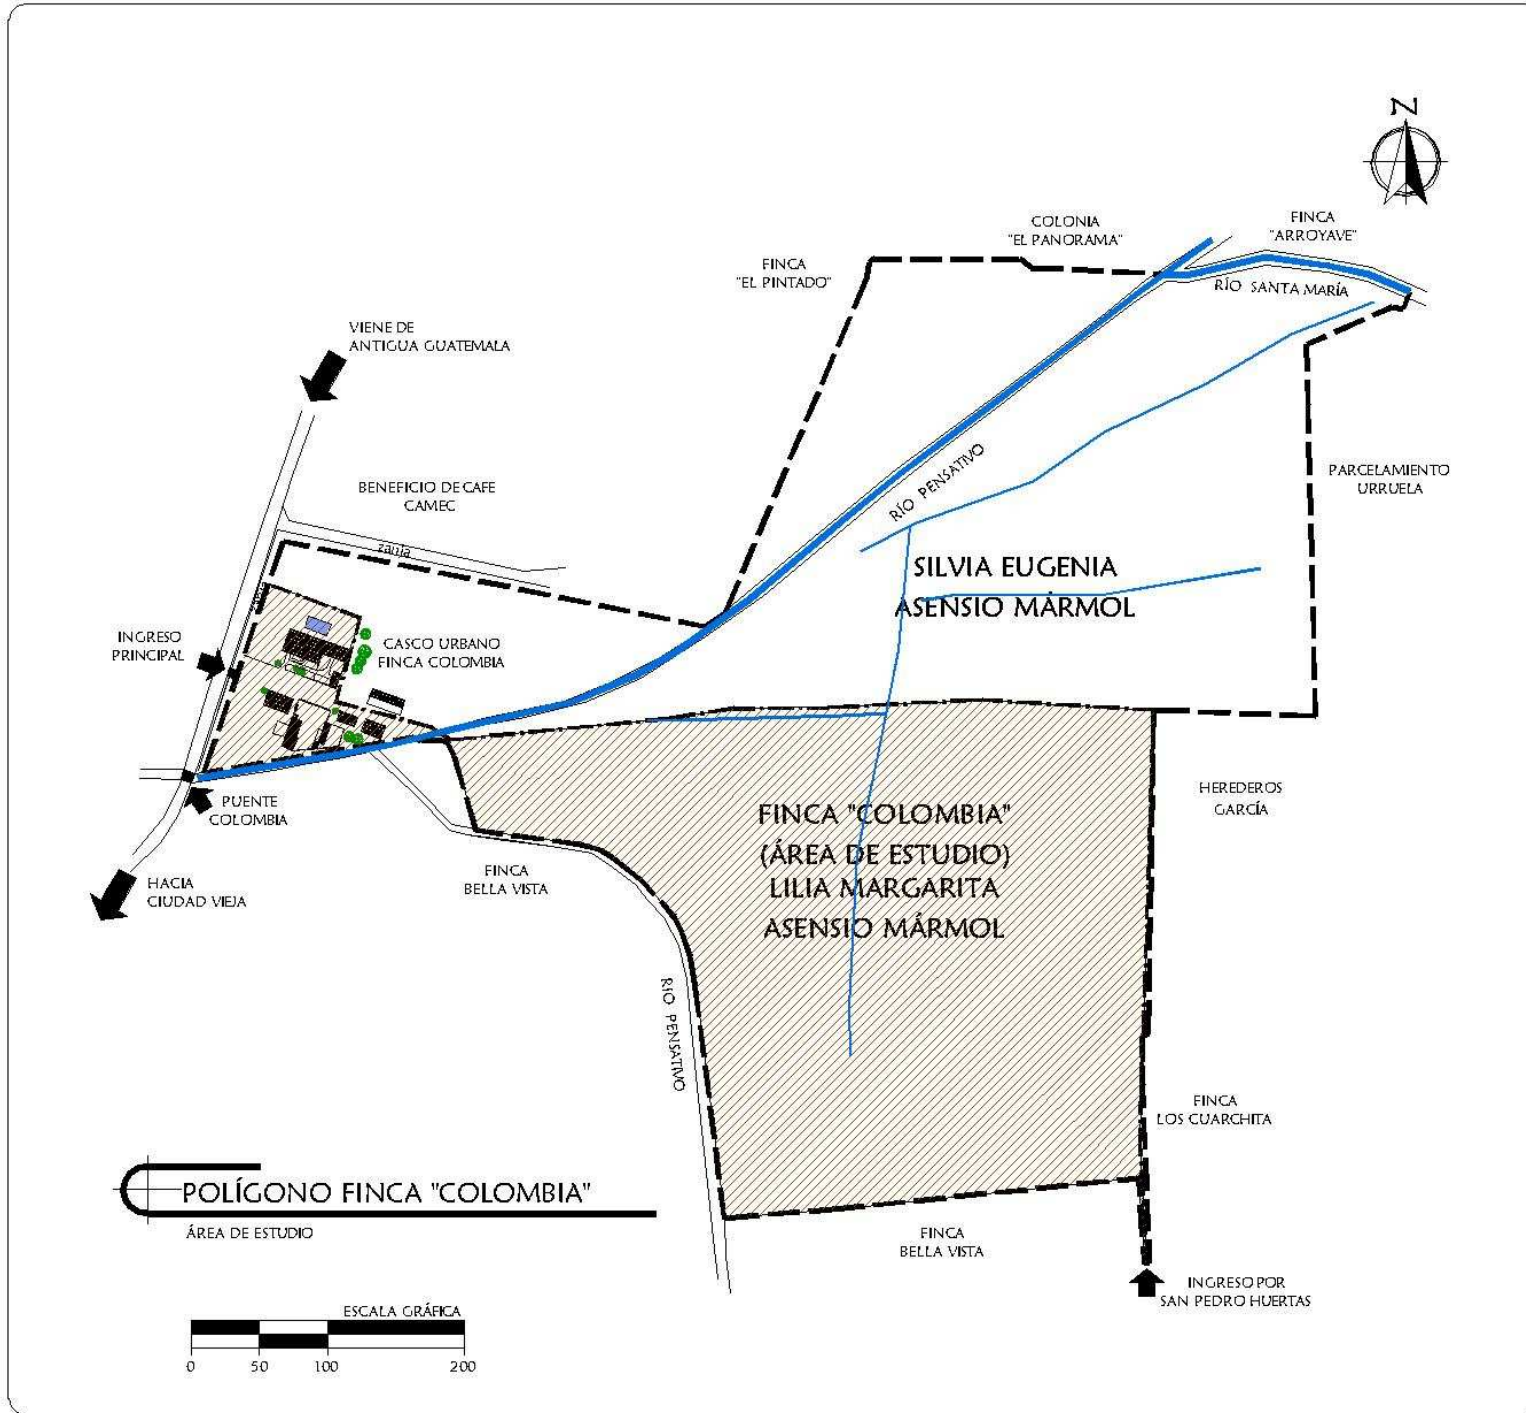 N
COLONIA
"EL PANORAMA"
FINCA
"ARROYAVE"
FINCA
"EL PINTADO"
RÍO SANTA MARÍA
VIENE DE
ANTIGUA GUATEMALA
RÍO PENSATIVO
PARCELAMIENTO
URRUELA
BENEFICIO DE CAFE
CAMEC
zanja
SILVIA EUGENIA
ASENSIO MÁRMOL
INGRESO
PRINCIPAL
CASCO URBANO
FINCA COLOMBIA
PUENTE
COLOMBIA
HEREDEROS
GARCÍA
FINCA "COLOMBIA"
(ÁREA DE ESTUDIO)
LILIA MARGARITA
ASENSIO MÁRMOL
FINCA
BELLA VISTA
HACIA
CIUDAD VIEJA
RIO PENSATIVO
FINCA
LOS CUARCHITA
POLÍGONO FINCA "COLOMBIA"
ÁREA DE ESTUDIO
FINCA
BELLA VISTA
INGRESO POR
SAN PEDRO HUERTAS
ESCALA GRÁFICA
0 50 100 200